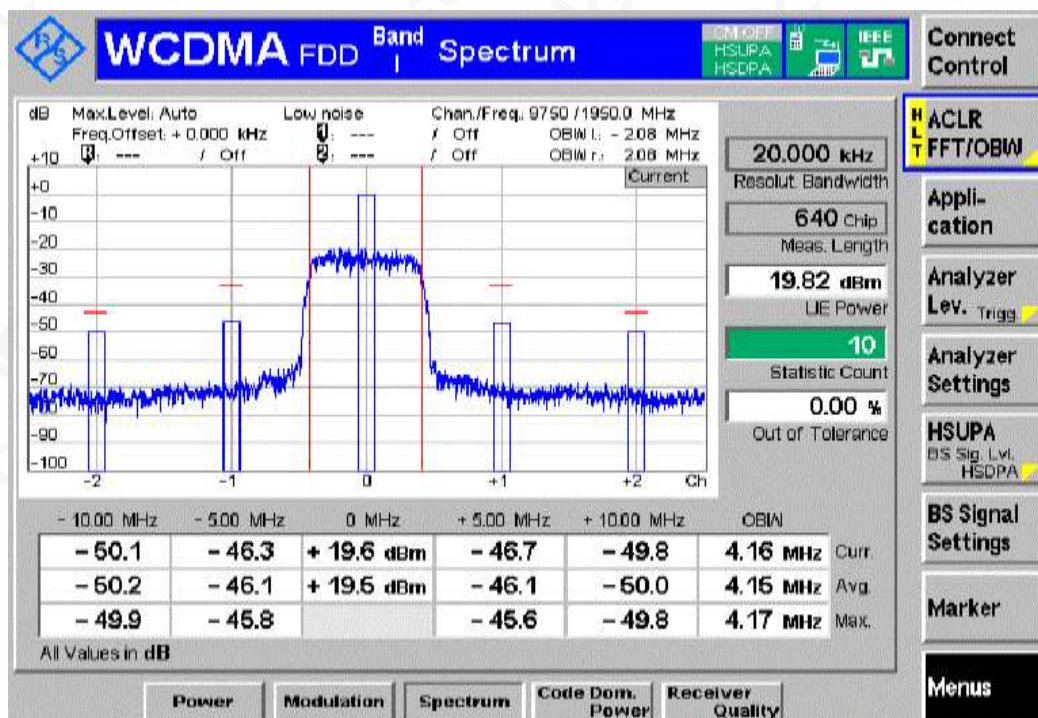 R S
WCDMA FDD Band I Spectrum
HSUPA
HSDPA
IEEE
Connect Control
dB Max.Level: Auto Low noise Chan./Freq.: 9750 / 1950.0 MHz
Freq.Offset: + 0.000 kHz 1: --- / Off OBW l.: - 2.08 MHz
R: --- / Off 2: --- / Off OBW r.: 2.08 MHz
Current
+10
+0
-10
-20
-30
-40
-50
-60
-70
-80
-90
-100
-2 -1 0 +1 +2 Ch
20.000 kHz
Resolut. Bandwidth
640 Chip
Meas. Length
19.82 dBm
UE Power
10
Statistic Count
0.00 %
Out of Tolerance
HLT ACLR
FFT/OBW
Appli-
cation
Analyzer
Lev. Trigg.
Analyzer
Settings
HSUPA
BS Sig. Lvl.
HSDPA
BS Signal
Settings
Marker
Menus
- 10.00 MHz - 5.00 MHz 0 MHz + 5.00 MHz + 10.00 MHz OBW
- 50.1 - 46.3 + 19.6 dBm - 46.7 - 49.8 4.16 MHz Curr.
- 50.2 - 46.1 + 19.5 dBm - 46.1 - 50.0 4.15 MHz Avg.
- 49.9 - 45.8 - 45.6 - 49.8 4.17 MHz Max.
All Values in dB
Power Modulation Spectrum Code Dom. Power Receiver Quality